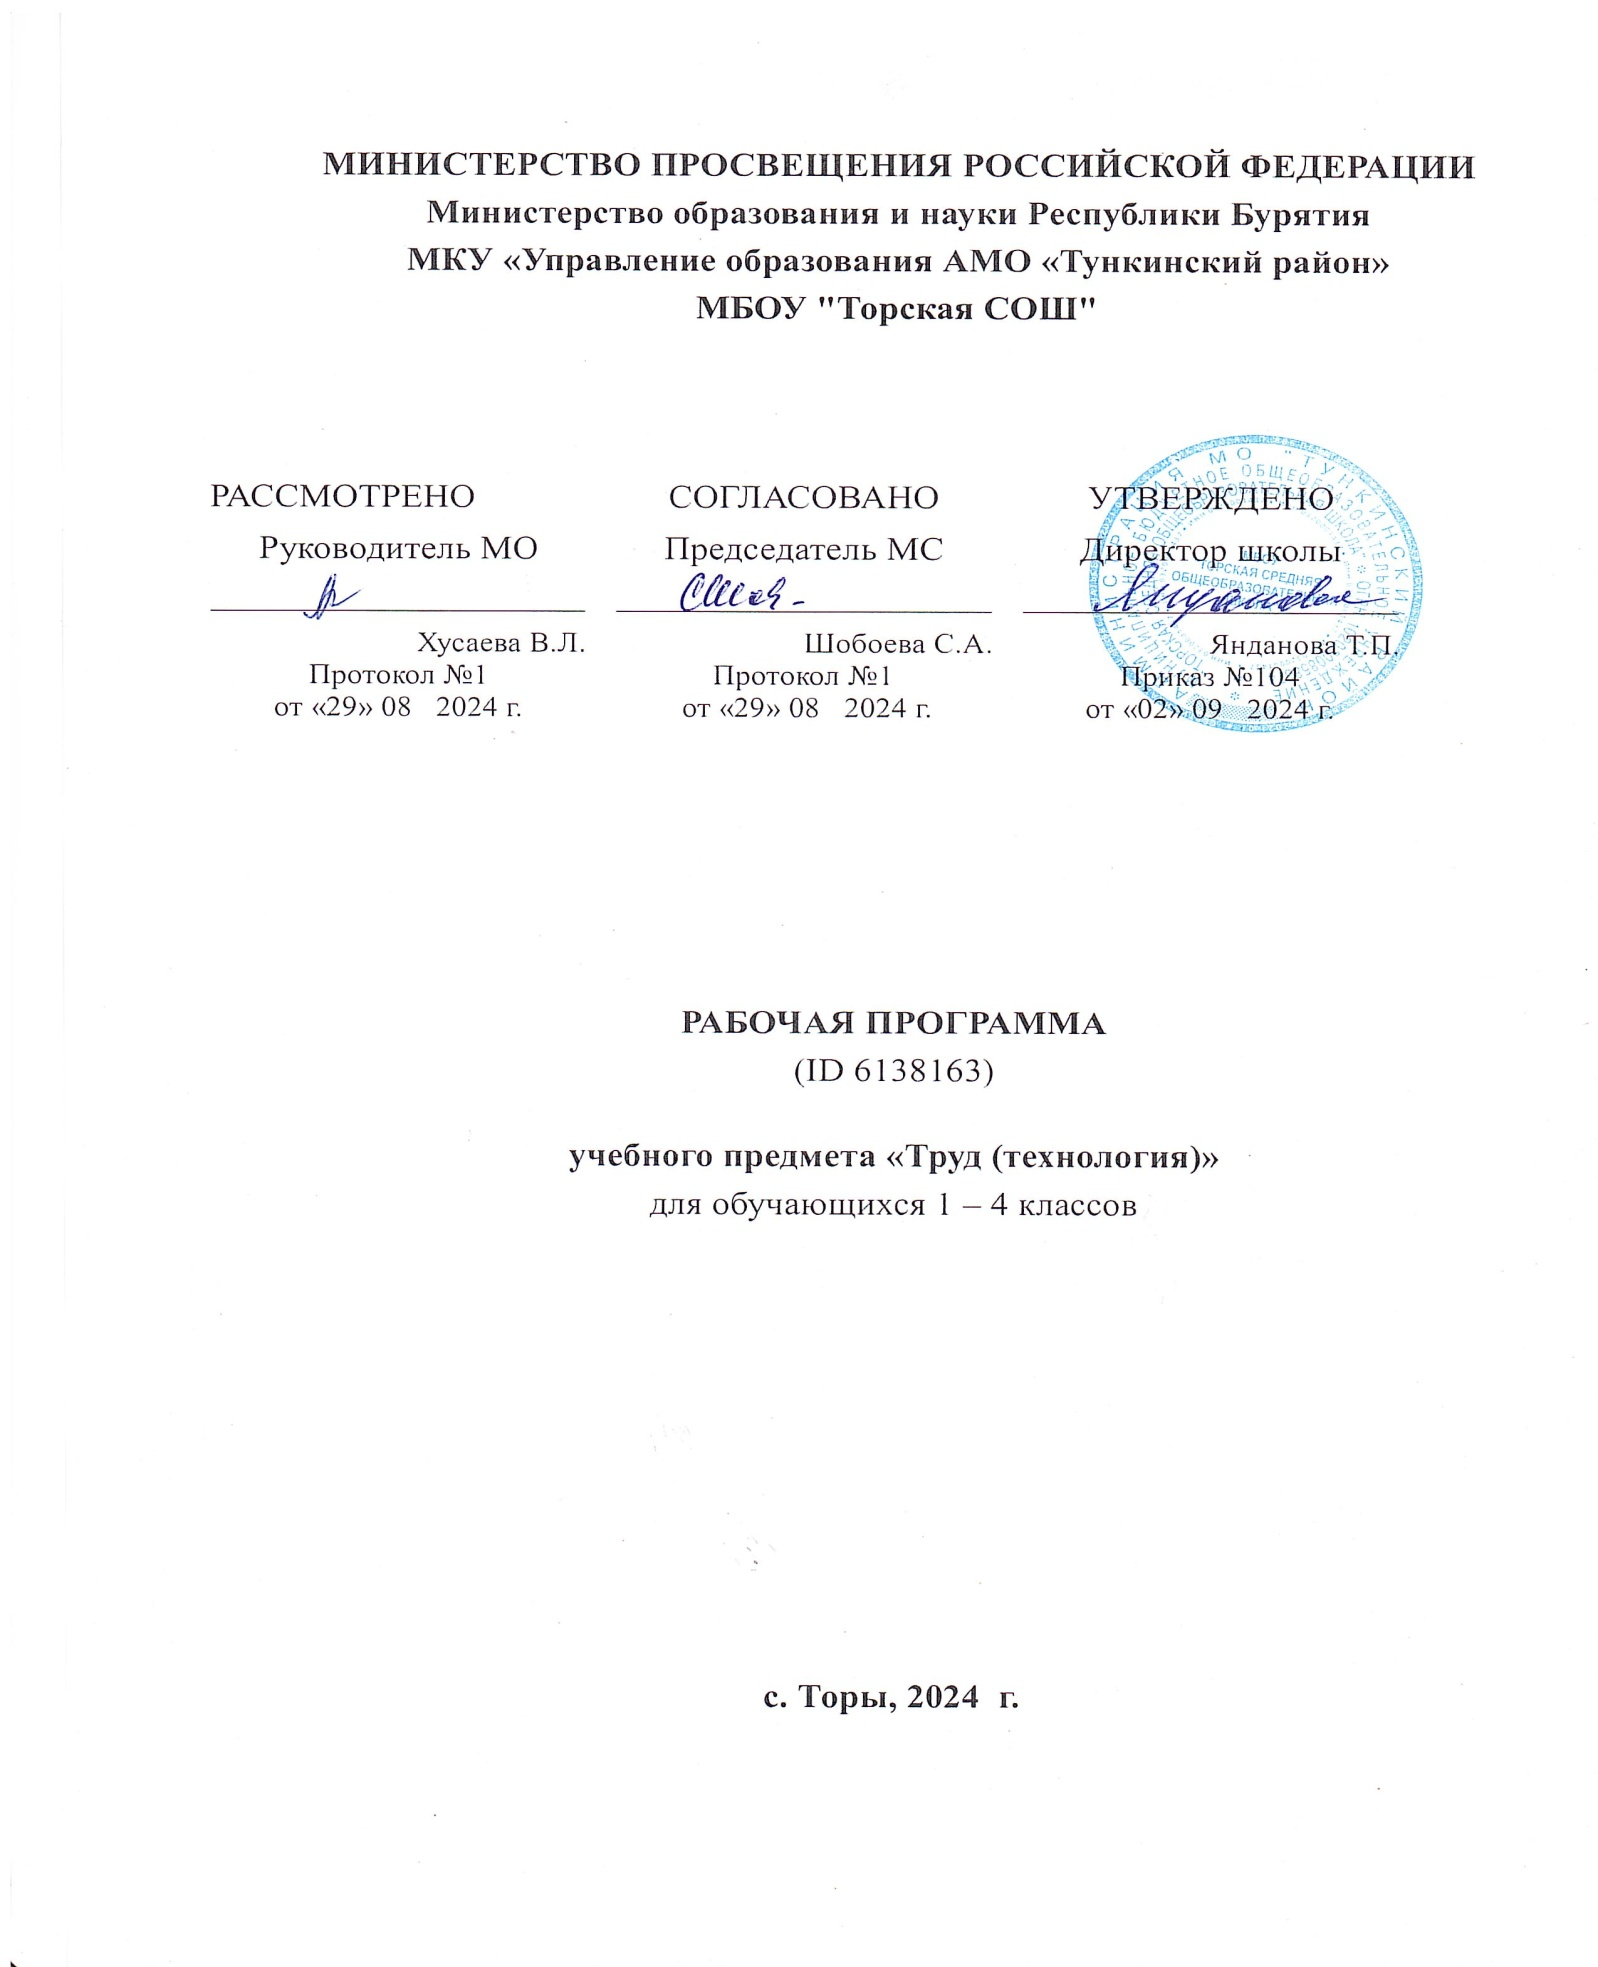 МИНИСТЕРСТВО ПРОСВЕЩЕНИЯ РОССИЙСКОЙ ФЕДЕРАЦИИ
Министерство образования и науки Республики Бурятия
МКУ «Управление образования АМО «Тункинский район»
МБОУ "Торская СОШ"
РАССМОТРЕНО
Руководитель МО
Хусаева В.Л.
Протокол №1
от «29» 08 2024 г.
СОГЛАСОВАНО
Председатель МС
Шобоева С.А.
Протокол №1
от «29» 08 2024 г.
УТВЕРЖДЕНО
Директор школы
Янданова Т.П.
Приказ №104
от «02» 09 2024 г.
ТОРСКАЯ СРЕДНЯЯ
РАБОЧАЯ ПРОГРАММА
(ID 6138163)
учебного предмета «Труд (технология)»
для обучающихся 1 – 4 классов
с. Торы, 2024 г.